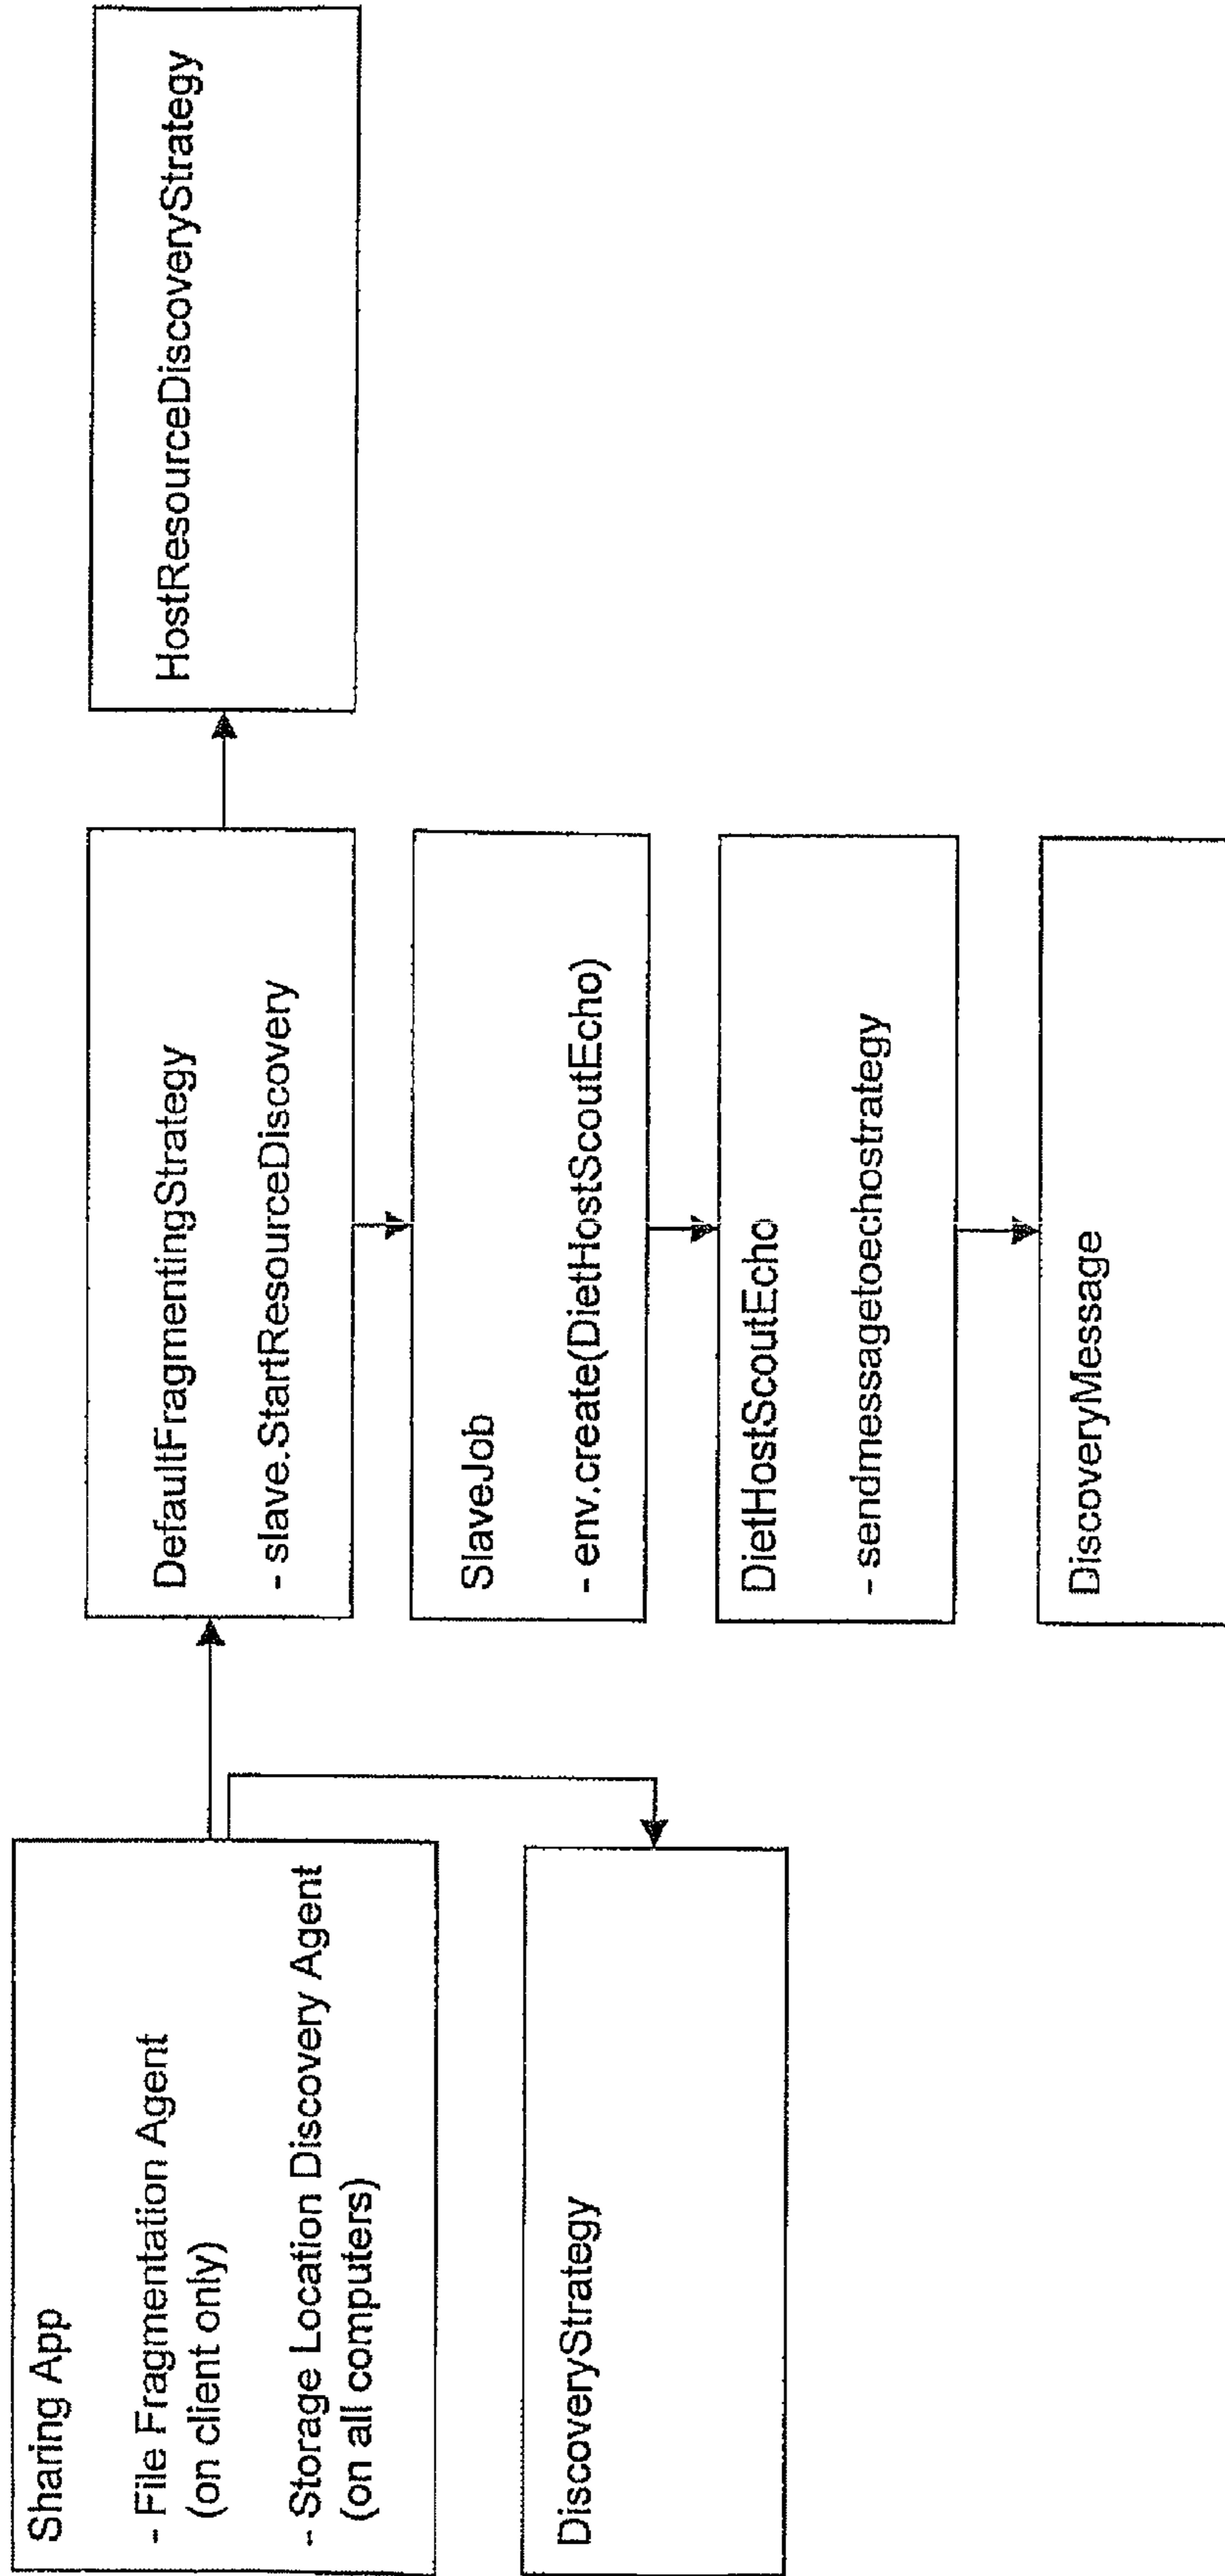 Sharing App
- File Fragmentation Agent
(on client only)
- Storage Location Discovery Agent
(on all computers)
DiscoveryStrategy
DefaultFragmentingStrategy
- slave.StartResourceDiscovery
SlaveJob
- env.create(DietHostScoutEcho)
DietHostScoutEcho
- sendmessagetoechostrategy
DiscoveryMessage
HostResourceDiscoveryStrategy